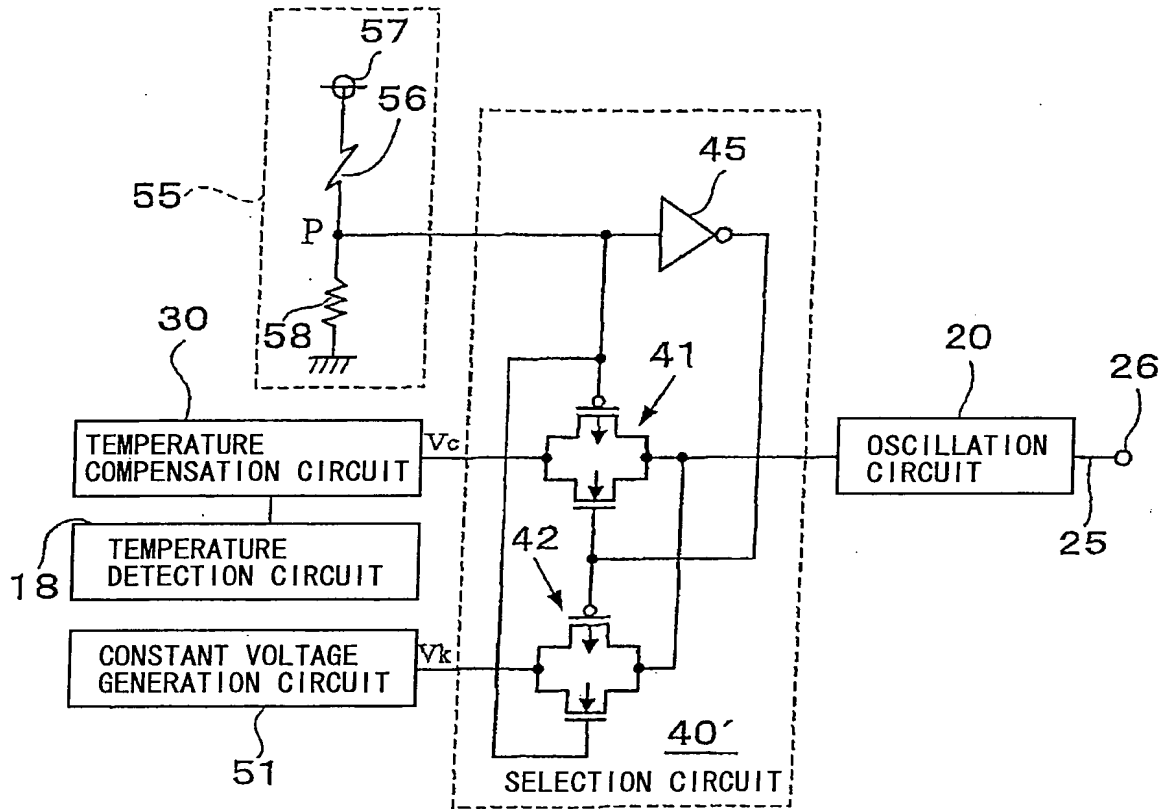 57
56
55
P
45
58
30
41
20
26
TEMPERATURE
COMPENSATION CIRCUIT
Vc
OSCILLATION
CIRCUIT
25
18
TEMPERATURE
DETECTION CIRCUIT
42
CONSTANT VOLTAGE
GENERATION CIRCUIT
Vk
51
40´
SELECTION CIRCUIT